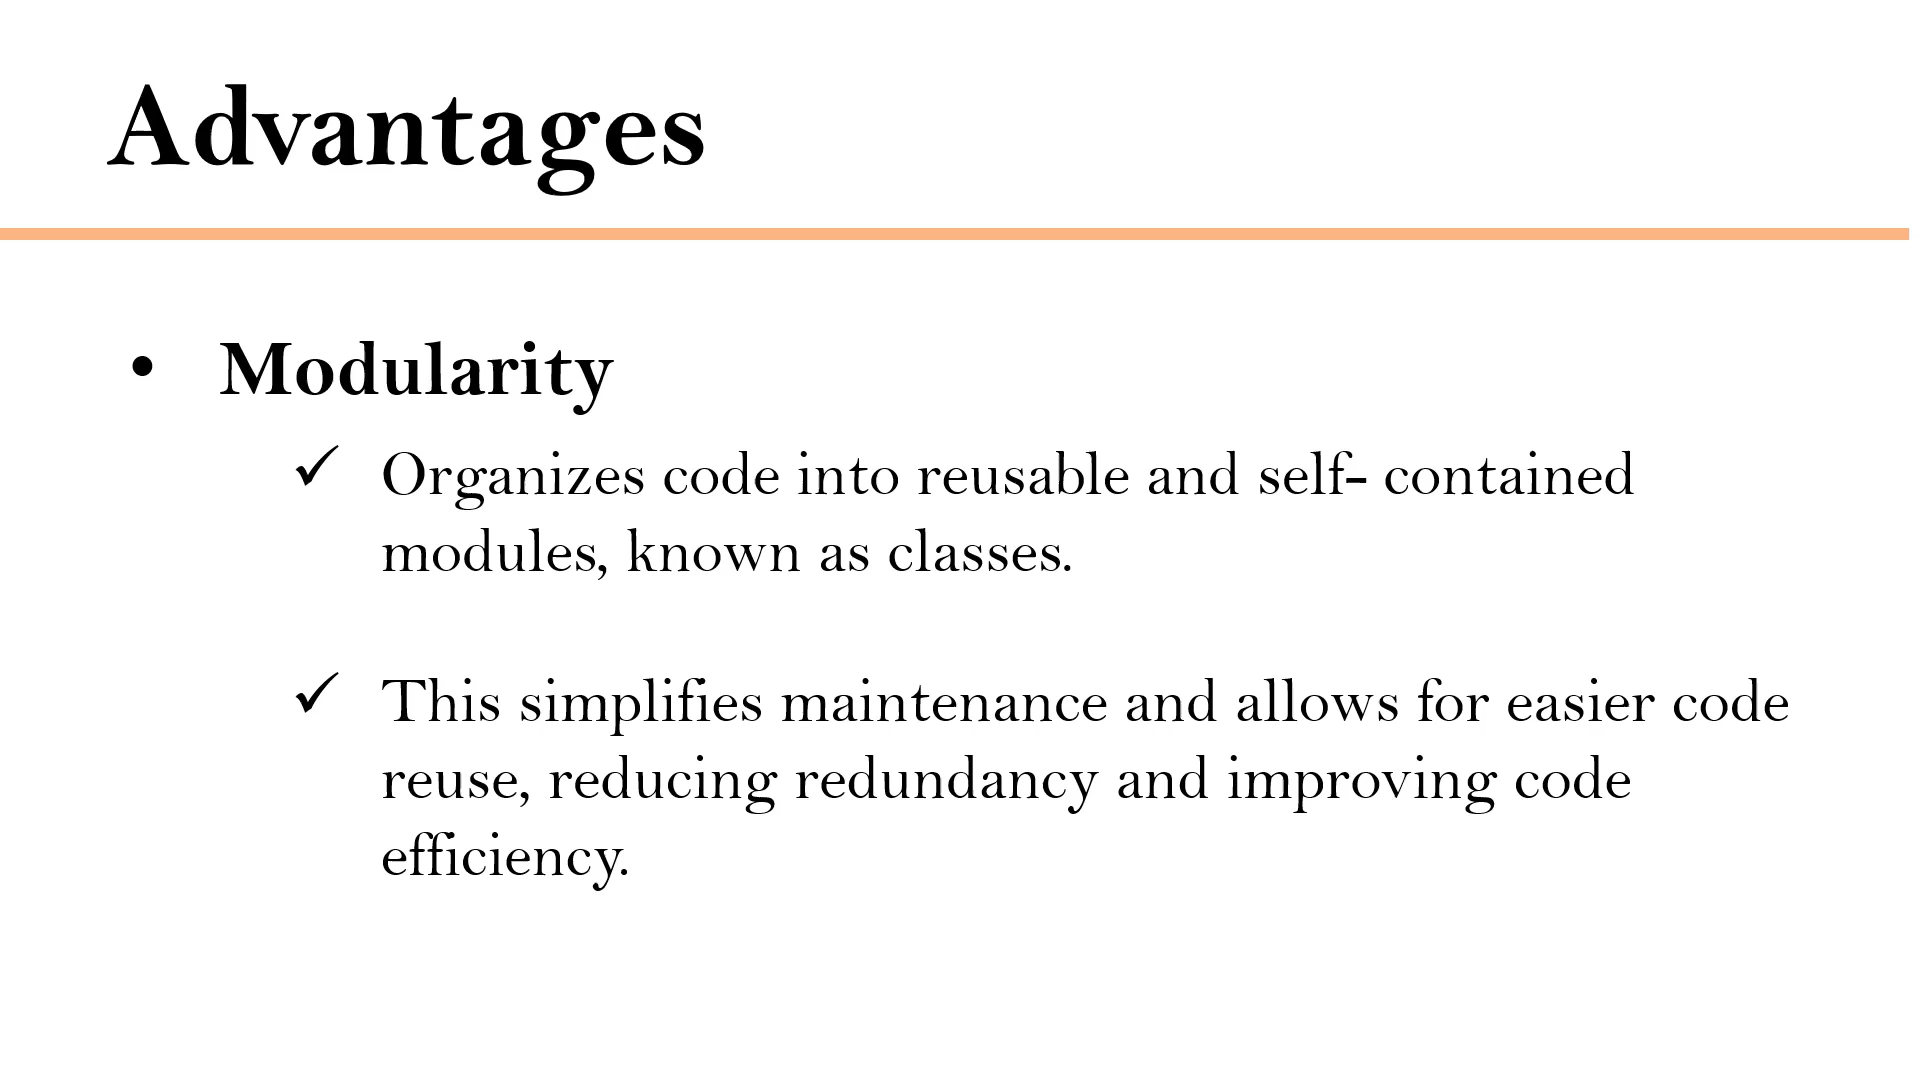 Advantages
• Modularity
✓ Organizes code into reusable and self- contained
modules, known as classes.
✓ This simplifies maintenance and allows for easier code
reuse, reducing redundancy and improving code
efficiency.